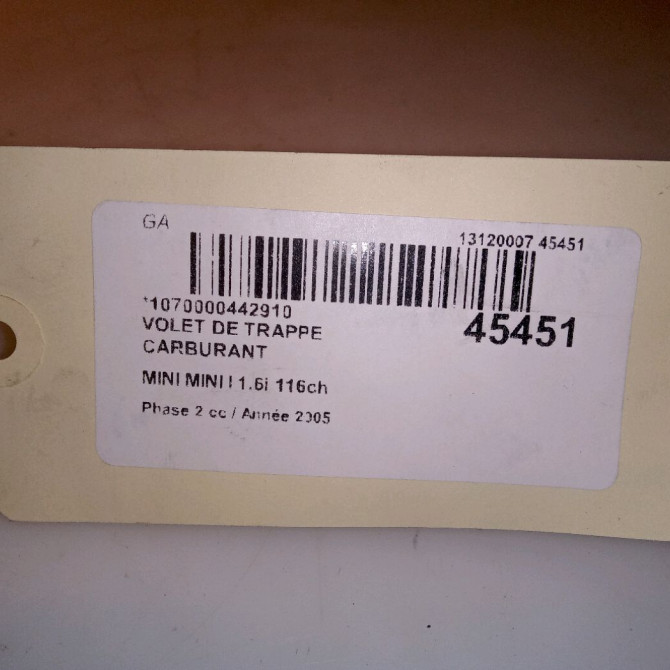 GA
13120007 45451
*1070000442910
45451
VOLET DE TRAPPE
CARBURANT
MINI MINI I 1.6i 116ch
Phase 2 cc / Année 2005